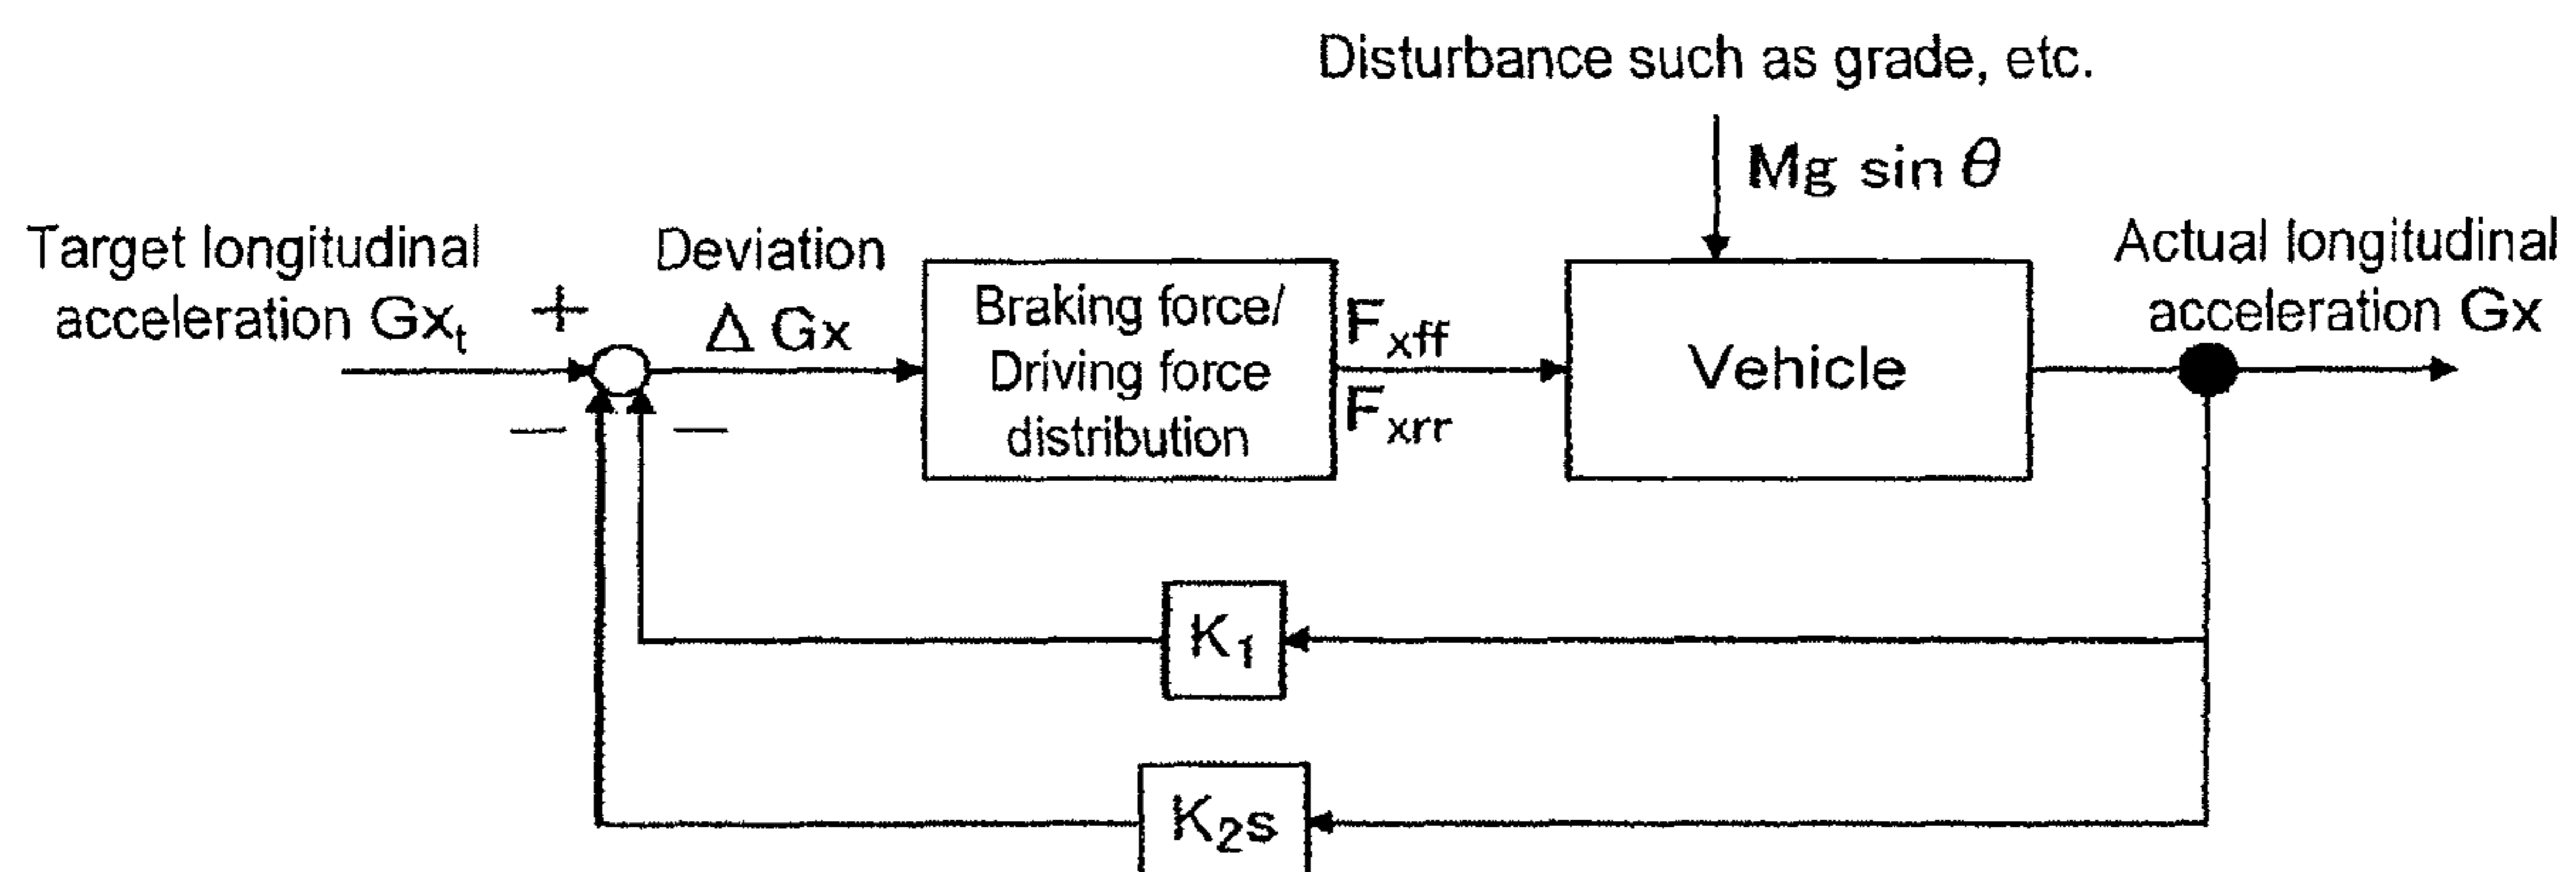 Disturbance such as grade, etc.
Mg sin θ
Target longitudinal
acceleration Gxₜ
+
Deviation
Δ Gx
Braking force/
Driving force
distribution
Fxff
Fxrr
Vehicle
Actual longitudinal
acceleration Gx
— —
K₁
K₂s